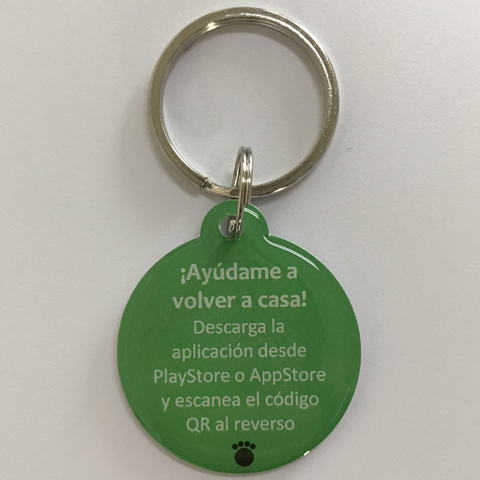 ¡Ayúdame a
volver a casa!
Descarga la
aplicación desde
PlayStore o AppStore
y escanea el código
QR al reverso